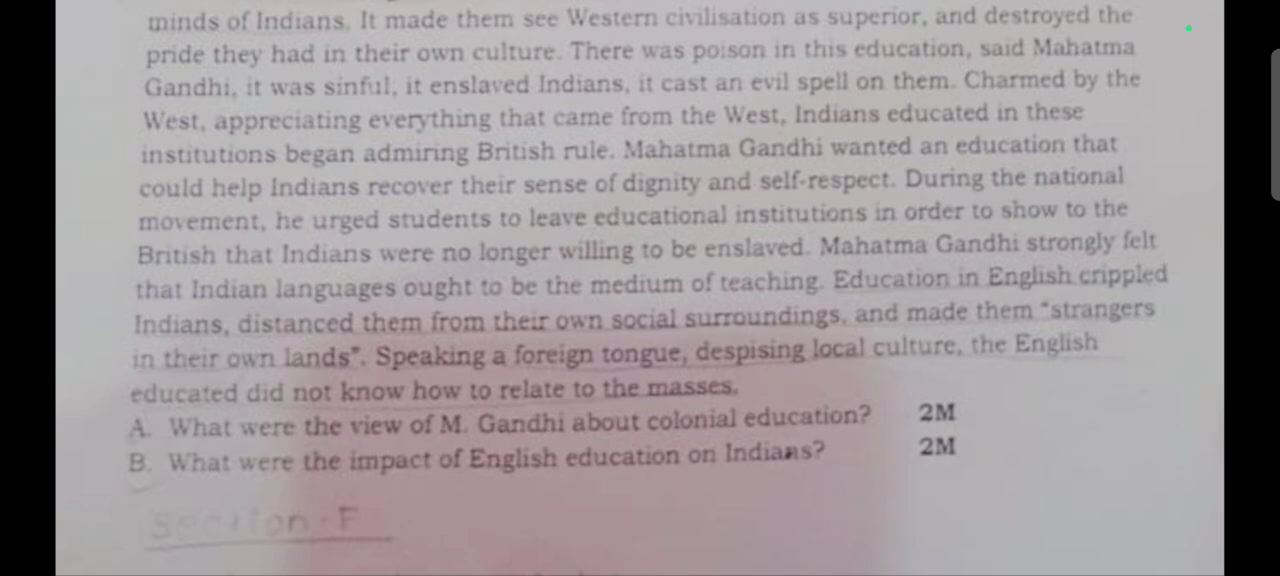 minds of Indians. It made them see Western civilisation as superior, and destroyed the
pride they had in their own culture. There was poison in this education, said Mahatma
Gandhi, it was sinful, it enslaved Indians, it cast an evil spell on them. Charmed by the
West, appreciating everything that came from the West, Indians educated in these
institutions began admiring British rule. Mahatma Gandhi wanted an education that
could help Indians recover their sense of dignity and self-respect. During the national
movement, he urged students to leave educational institutions in order to show to the
British that Indians were no longer willing to be enslaved. Mahatma Gandhi strongly felt
that Indian languages ought to be the medium of teaching. Education in English crippled
Indians, distanced them from their own social surroundings, and made them "strangers
in their own lands". Speaking a foreign tongue, despising local culture, the English
educated did not know how to relate to the masses.
A. What were the view of M. Gandhi about colonial education? 2M
B. What were the impact of English education on Indians? 2M
Section - F